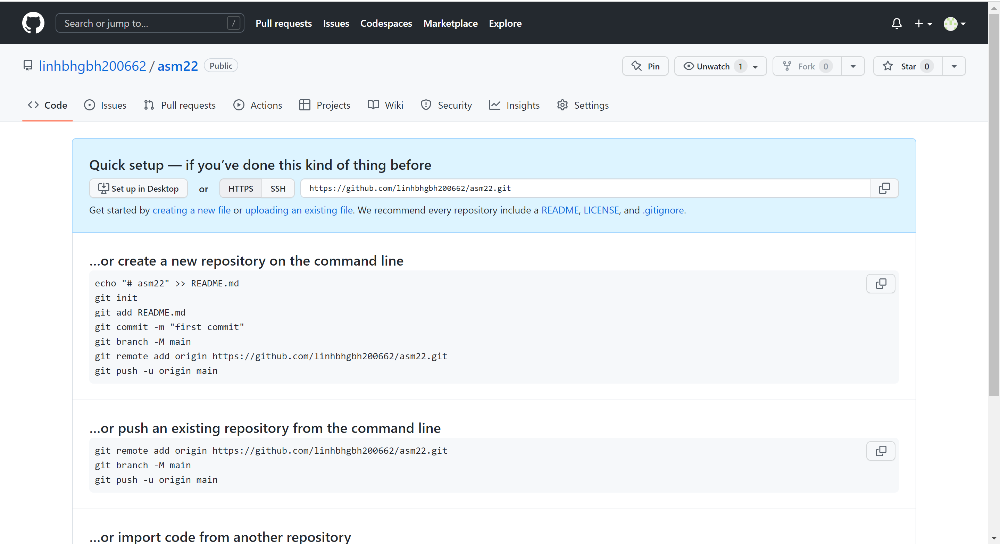 Search or jump to... /
Pull requests Issues Codespaces Marketplace Explore
linhbhgbh200662 / asm22 Public
Pin Unwatch 1 Fork 0 Star 0
Code Issues Pull requests Actions Projects Wiki Security Insights Settings
Quick setup — if you’ve done this kind of thing before
Set up in Desktop or HTTPS SSH https://github.com/linhbhgbh200662/asm22.git
Get started by creating a new file or uploading an existing file. We recommend every repository include a README, LICENSE, and .gitignore.
…or create a new repository on the command line
echo "# asm22" >> README.md
git init
git add README.md
git commit -m "first commit"
git branch -M main
git remote add origin https://github.com/linhbhgbh200662/asm22.git
git push -u origin main
…or push an existing repository from the command line
git remote add origin https://github.com/linhbhgbh200662/asm22.git
git branch -M main
git push -u origin main
…or import code from another repository